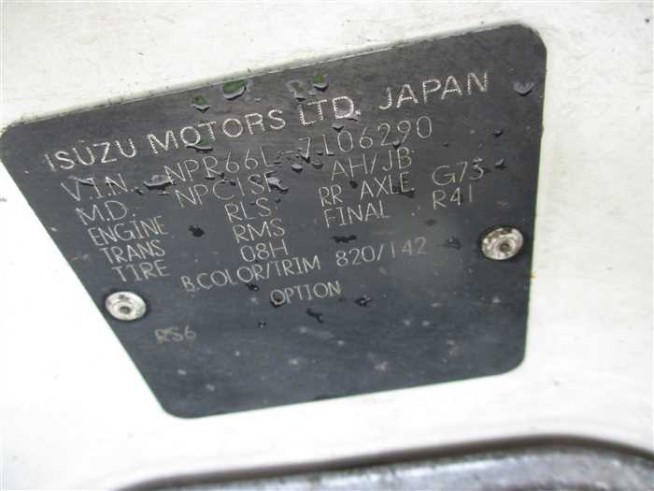 ISUZU MOTORS LTD. JAPAN
V.I.N. NPR66L-7106290
M.D. NPC1SF AH/JB
ENGINE RLS RR AXLE G73
TRANS RMS FINAL R41
TIRE 08H
B.COLOR/TRIM 820/142
OPTION
RS6